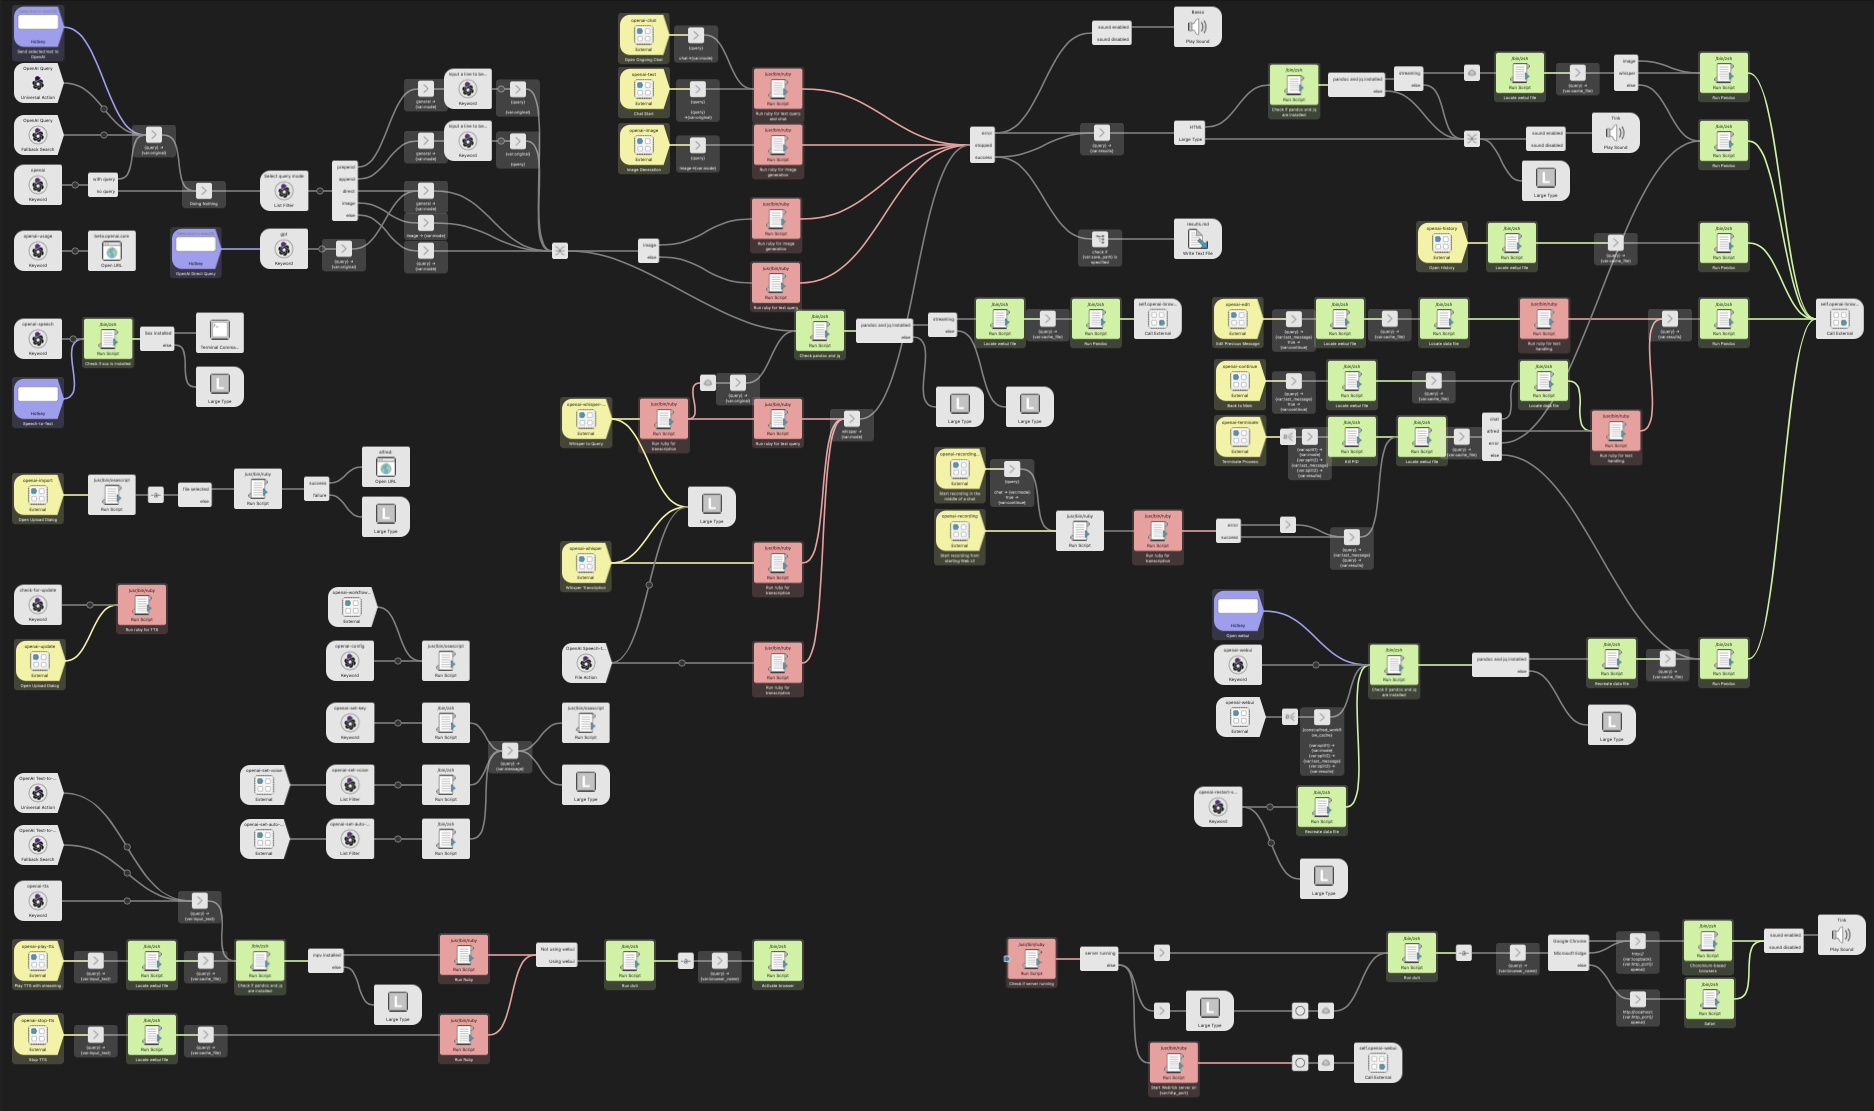 Hotkey
Send selected text to OpenAI
OpenAI Query
Universal Action
OpenAI Query
Fallback Search
openai
Keyword
with query
no query
{query} →
{var:original}
Doing Nothing
openai-usage
Keyword
beta.openai.com
Open URL
Hotkey
OpenAI Direct Query
gpt
Keyword
{query} →
{var:original}
Select query mode
List Filter
prepend
append
direct
image
else
general →
{var:mode}
Input a line to be...
Keyword
{query}
{var:original}
general →
{var:mode}
Input a line to be...
Keyword
{var:original}
{query}
general →
{var:mode}
image → {var:mode}
{query} →
{var:mode}
openai-chat
External
Open Ongoing Chat
{query}
chat→{var:mode}
openai-text
External
Chat Start
{query}
→{var:original}
openai-image
External
Image Generation
{query}
image→{var:mode}
/usr/bin/ruby
Run Script
Run ruby for text query and chat
/usr/bin/ruby
Run Script
Run ruby for image generation
/usr/bin/ruby
Run Script
Run ruby for image generation
/usr/bin/ruby
Run Script
Run ruby for text query
image
else
error
stopped
success
sound enabled
sound disabled
Basso
Play Sound
{query} →
{var:results}
HTML
Large Type
check if
{var:save_path} is
specified
results.md
Write Text File
/bin/zsh
Run Script
Check if pandoc and jq are installed
pandoc and jq installed
else
streaming
else
/bin/zsh
Run Script
Locate webui file
{query} →
{var:cache_file}
image
whisper
else
/bin/zsh
Run Script
Run Pandoc
sound enabled
sound disabled
Tink
Play Sound
Large Type
/bin/zsh
Run Script
Run Pandoc
openai-history
External
Open History
/bin/zsh
Run Script
Locate webui file
{query} →
{var:cache_file}
/bin/zsh
Run Script
Run Pandoc
openai-speech
Keyword
/bin/zsh
Run Script
Check if sox is installed
Sox installed
else
Terminal Comma...
Large Type
Hotkey
Speech-to-Text
/bin/zsh
Run Script
Check pandoc and jq
pandoc and jq installed
else
streaming
else
/bin/zsh
Run Script
Locate webui file
{query} →
{var:cache_file}
/bin/zsh
Run Script
Run Pandoc
self.openai-brow...
Call External
Large Type
Large Type
openai-edit
External
Edit Previous Message
{query} →
{var:last_message}
true →
{var:continue}
/bin/zsh
Run Script
Locate webui file
{query} →
{var:cache_file}
/bin/zsh
Run Script
Locate data file
/usr/bin/ruby
Run Script
Run ruby for text handling
{query} →
{var:results}
/bin/zsh
Run Script
Run Pandoc
self.openai-brow...
Call External
openai-continue
External
Back to Main
{query} →
{var:last_message}
true →
{var:continue}
/bin/zsh
Run Script
Locate webui file
{query} →
{var:cache_file}
/bin/zsh
Run Script
Locate data file
openai-terminate
External
Terminate Process
/bin/zsh
Run Script
Kill PID
/bin/zsh
Run Script
Locate webui file
{query} →
{var:cache_file}
chat
alfred
error
else
/usr/bin/ruby
Run Script
Run ruby for text handling
openai-whisper-...
External
Whisper to Query
/usr/bin/ruby
Run Script
Run ruby for transcription
{query} →
{var:original}
/usr/bin/ruby
Run Script
Run ruby for text query
whisper →
{var:mode}
Large Type
openai-whisper
External
Whisper Transcription
/usr/bin/ruby
Run Script
Run ruby for transcription
OpenAI Speech-t...
File Action
/usr/bin/ruby
Run Script
Run ruby for transcription
openai-import
External
Open Upload Dialog
/usr/bin/osascript
Run Script
file selected
else
/usr/bin/ruby
Run Script
success
failure
alfred
Open URL
Large Type
openai-recording...
External
Start recording in the middle of a chat
{query}
chat → {var:mode}
true →
{var:continue}
openai-recording
External
Start recording from starting Web UI
/usr/bin/ruby
Run Script
/usr/bin/ruby
Run Script
Run ruby for transcription
error
success
{query} →
{var:last_message}
{query} →
{var:results}
check-for-update
Keyword
/usr/bin/ruby
Run Script
Run ruby for TTS
openai-update
External
Open Upload Dialog
openai-workflow...
External
openai-config
Keyword
/usr/bin/osascript
Run Script
openai-set-key
Keyword
/bin/zsh
Run Script
/usr/bin/osascript
Run Script
openai-set-voice
External
openai-set-voice
List Filter
/bin/zsh
Run Script
{query} →
{var:message}
Large Type
openai-set-auto-...
External
openai-set-auto-...
List Filter
/bin/zsh
Run Script
Hotkey
Open webui
openai-webui
Keyword
openai-webui
External
/bin/zsh
Run Script
Check if pandoc and jq are installed
pandoc and jq installed
else
/bin/zsh
Run Script
Recreate data file
{query} →
{var:cache_file}
/bin/zsh
Run Script
Run Pandoc
Large Type
openai-restart-s...
Keyword
/bin/zsh
Run Script
Recreate data file
Large Type
OpenAI Text-to-...
Universal Action
OpenAI Text-to-...
Fallback Search
openai-tts
Keyword
{query} →
{var:input_text}
openai-play-tts
External
Play TTS with streaming
{query} →
{var:input_text}
/bin/zsh
Run Script
Locate webui file
{query} →
{var:cache_file}
/bin/zsh
Run Script
Check if pandoc and jq are installed
mpv installed
else
Large Type
/usr/bin/ruby
Run Script
Run Ruby
Not using webui
Using webui
/bin/zsh
Run Script
Run duti
{query} →
{var:browser_name}
/bin/zsh
Run Script
Activate browser
openai-stop-tts
External
Stop TTS
{query} →
{var:input_text}
/bin/zsh
Run Script
Locate webui file
{query} →
{var:cache_file}
/usr/bin/ruby
Run Script
Run Ruby
/usr/bin/ruby
Run Script
Check if server running
server running
else
Large Type
/usr/bin/ruby
Run Script
Start Webrick server on {var:http_port}
self.openai-webui
Call External
/bin/zsh
Run Script
Run duti
{query} →
{var:browser_name}
Google Chrome
Microsoft Edge
else
/bin/zsh
Run Script
Chromium-based browsers
/bin/zsh
Run Script
Safari
sound enabled
sound disabled
Tink
Play Sound